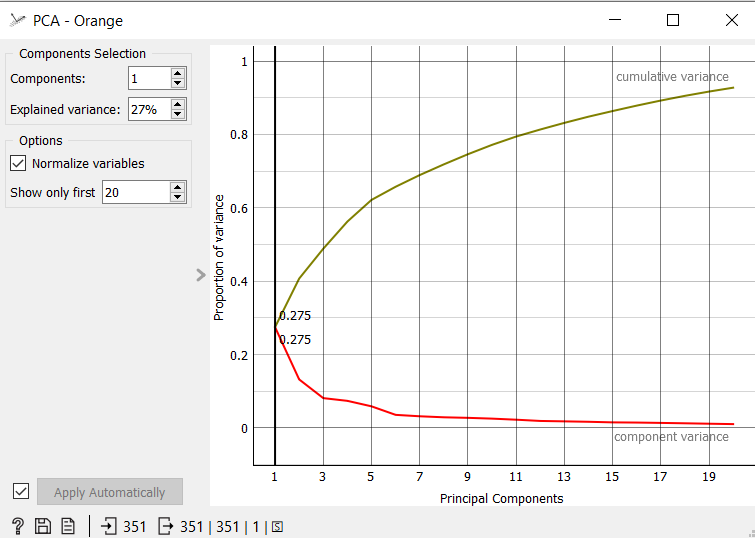 PCA - Orange
Components Selection
Components: 1
Explained variance: 27%
Options
Normalize variables
Show only first 20
Apply Automatically
? 351 351 | 351 | 1 | S
Proportion of variance
1
0.8
0.6
0.4
0.2
0
cumulative variance
0.275
0.275
component variance
1 3 5 7 9 11 13 15 17 19
Principal Components